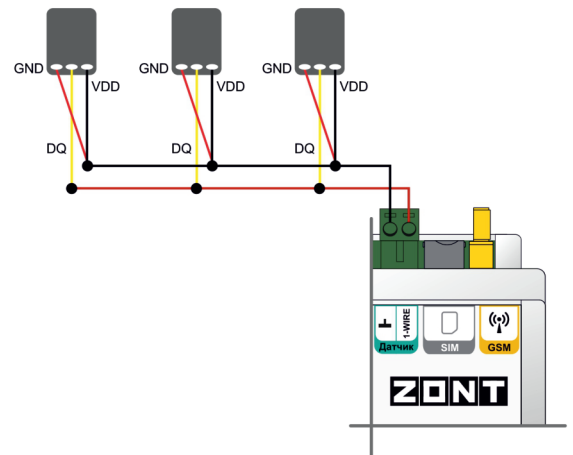 GND
VDD
DQ
GND
VDD
DQ
GND
VDD
DQ
1-WIRE
Датчик
SIM
GSM
ZONT